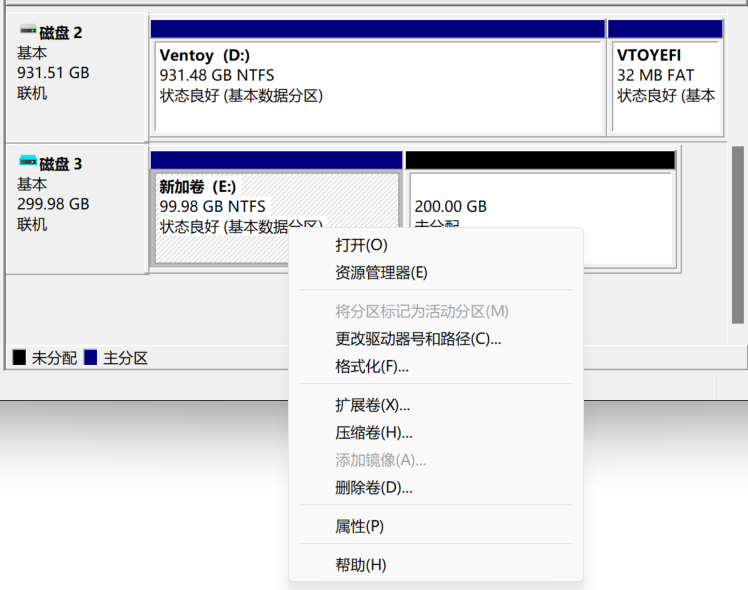 磁盘 2
基本
931.51 GB
联机
Ventoy (D:)
931.48 GB NTFS
状态良好 (基本数据分区)
VTOYEFI
32 MB FAT
状态良好 (基本
磁盘 3
基本
299.98 GB
联机
新加卷 (E:)
99.98 GB NTFS
状态良好 (基本数据分区)
200.00 GB
未分配
打开(O)
资源管理器(E)
将分区标记为活动分区(M)
更改驱动器号和路径(C)...
格式化(F)...
扩展卷(X)...
压缩卷(H)...
添加镜像(A)...
删除卷(D)...
属性(P)
帮助(H)
未分配 主分区